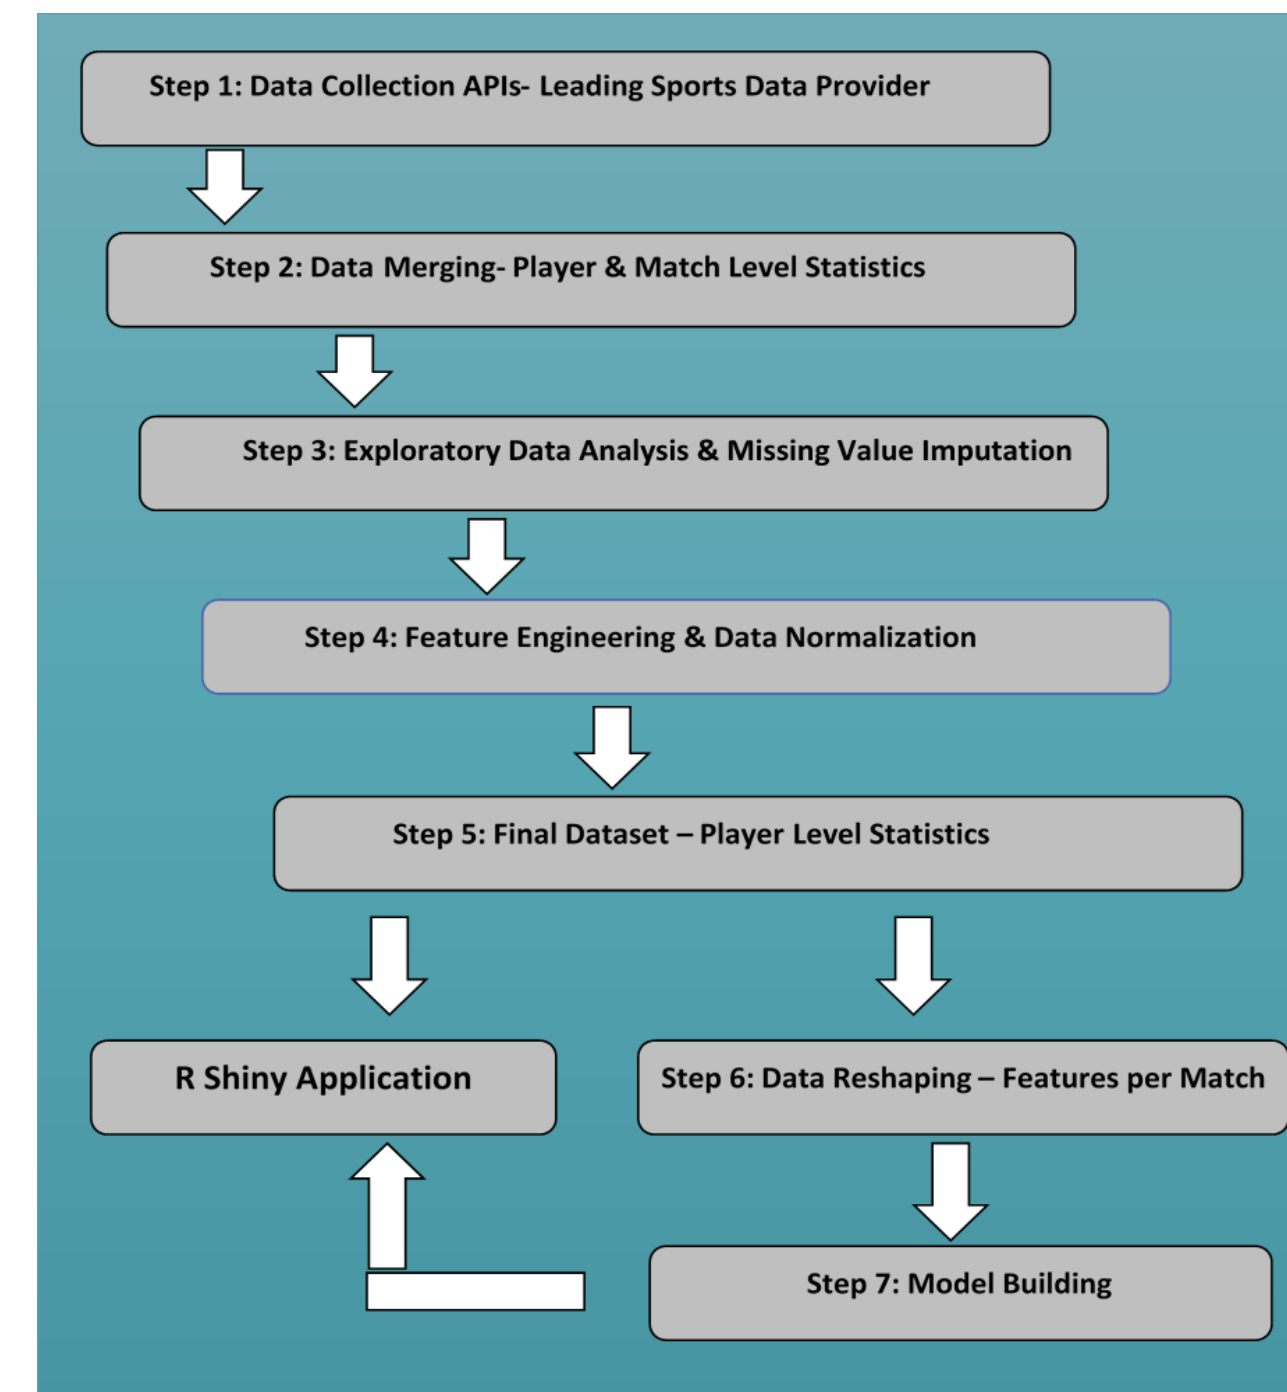 Step 1: Data Collection APIs- Leading Sports Data Provider
Step 2: Data Merging- Player & Match Level Statistics
Step 3: Exploratory Data Analysis & Missing Value Imputation
Step 4: Feature Engineering & Data Normalization
Step 5: Final Dataset – Player Level Statistics
R Shiny Application
Step 6: Data Reshaping – Features per Match
Step 7: Model Building